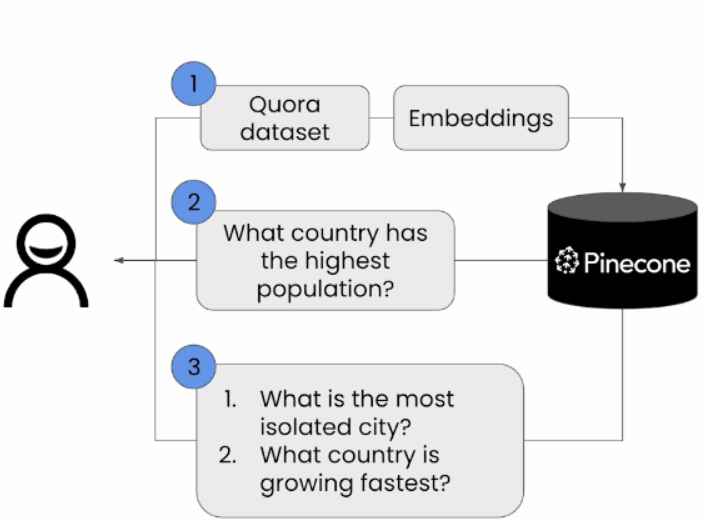 1
Quora
dataset
Embeddings
2
What country has
the highest
population?
Pinecone
3
1. What is the most
isolated city?
2. What country is
growing fastest?